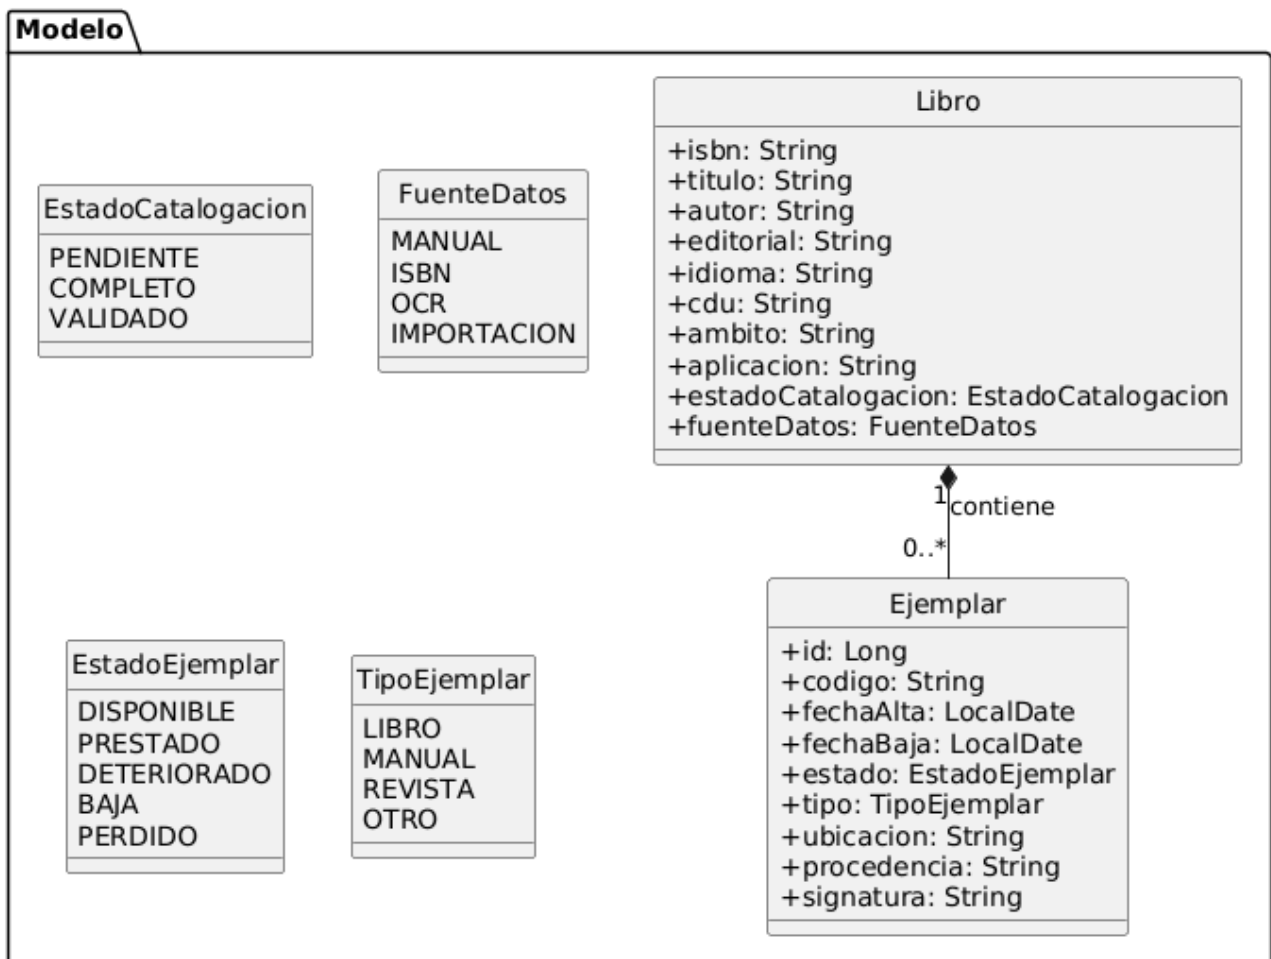 Modelo
Libro
+isbn: String
+titulo: String
+autor: String
+editorial: String
+idioma: String
+cdu: String
+ambito: String
+aplicacion: String
+estadoCatalogacion: EstadoCatalogacion
+fuenteDatos: FuenteDatos
EstadoCatalogacion
PENDIENTE
COMPLETO
VALIDADO
FuenteDatos
MANUAL
ISBN
OCR
IMPORTACION
1
contiene
0..*
EstadoEjemplar
DISPONIBLE
PRESTADO
DETERIORADO
BAJA
PERDIDO
TipoEjemplar
LIBRO
MANUAL
REVISTA
OTRO
Ejemplar
+id: Long
+codigo: String
+fechaAlta: LocalDate
+fechaBaja: LocalDate
+estado: EstadoEjemplar
+tipo: TipoEjemplar
+ubicacion: String
+procedencia: String
+signatura: String